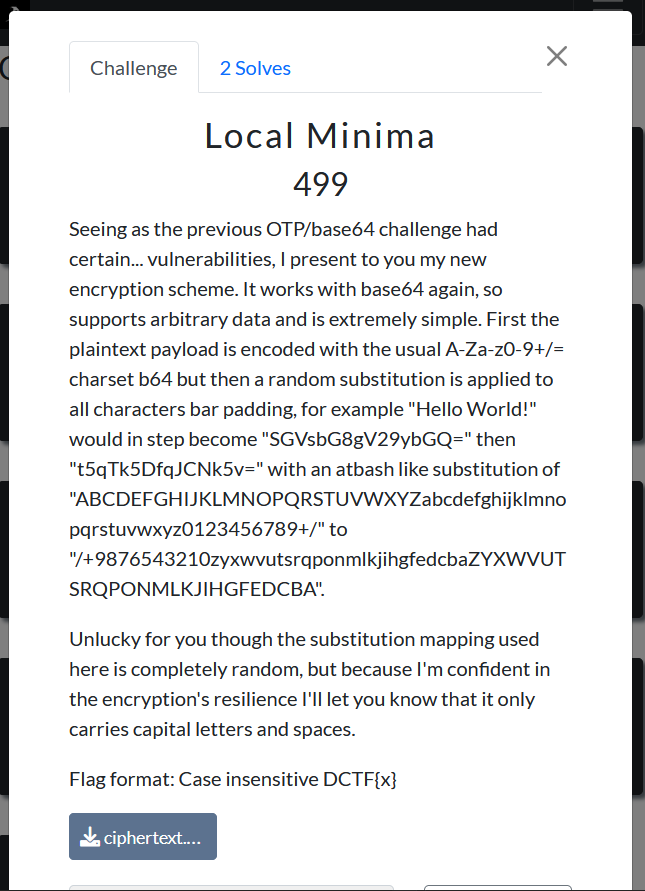 Challenge
2 Solves
Local Minima
499
Seeing as the previous OTP/base64 challenge had
certain... vulnerabilities, I present to you my new
encryption scheme. It works with base64 again, so
supports arbitrary data and is extremely simple. First the
plaintext payload is encoded with the usual A-Za-z0-9+/=
charset b64 but then a random substitution is applied to
all characters bar padding, for example "Hello World!"
would in step become "SGVsbG8gV29ybGQ=" then
"t5qTk5DfqJCNk5v=" with an atbash like substitution of
"ABCDEFGHIJKLMNOPQRSTUVWXYZabcdefghijklmno
pqrstuvwxyz0123456789+/" to
"/+9876543210zyxwvutsrqponmlkjihgfedcbaZYXWVUT
SRQPONMLKJIHGFEDCBA".
Unlucky for you though the substitution mapping used
here is completely random, but because I'm confident in
the encryption's resilience I'll let you know that it only
carries capital letters and spaces.
Flag format: Case insensitive DCTF{x}
ciphertext....